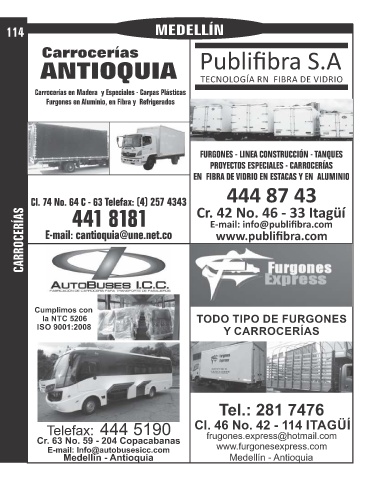 114
MEDELLÍN
CARROCERÍAS
Carrocerías
ANTIOQUIA
Carrocerías en Madera y Especiales - Carpas Plásticas
Furgones en Aluminio, en Fibra y Refrigerados
Cl. 74 No. 64 C - 63 Telefax: [4] 257 4343
441 8181
E-mail: cantioquia@une.net.co
Publifibra S.A
TECNOLOGÍA RN FIBRA DE VIDRIO
FURGONES - LINEA CONSTRUCCIÓN - TANQUES
PROYECTOS ESPECIALES - CARROCERÍAS
EN FIBRA DE VIDRIO EN ESTACAS Y EN ALUMINIO
444 87 43
Cr. 42 No. 46 - 33 Itagüí
E-mail: info@publifibra.com
www.publifibra.com
AUTOBUSES I.C.C.
Cumplimos con
la NTC 5206
ISO 9001:2008
Telefax: 444 5190
Cr. 63 No. 59 - 204 Copacabanas
E-mail: Info@autobusesicc.com
Medellín - Antioquia
Furgones
Express
TODO TIPO DE FURGONES
Y CARROCERÍAS
Tel.: 281 7476
Cl. 46 No. 42 - 114 ITAGÜÍ
frugones.express@hotmail.com
www.furgonesexpress.com
Medellín - Antioquia